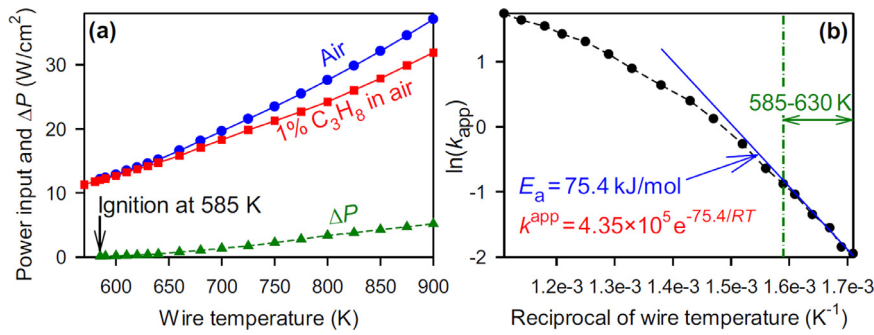 (a)
Air
1% C₃H₈ in air
Ignition at 585 K
ΔP
Power input and ΔP (W/cm²)
0
10
20
30
600
650
700
750
800
850
900
Wire temperature (K)
(b)
585-630 K
Eₐ = 75.4 kJ/mol
k^app = 4.35×10⁵ e^-75.4/RT
ln(k_app)
1
0
-1
-2
1.2e-3
1.3e-3
1.4e-3
1.5e-3
1.6e-3
1.7e-3
Reciprocal of wire temperature (K⁻¹)